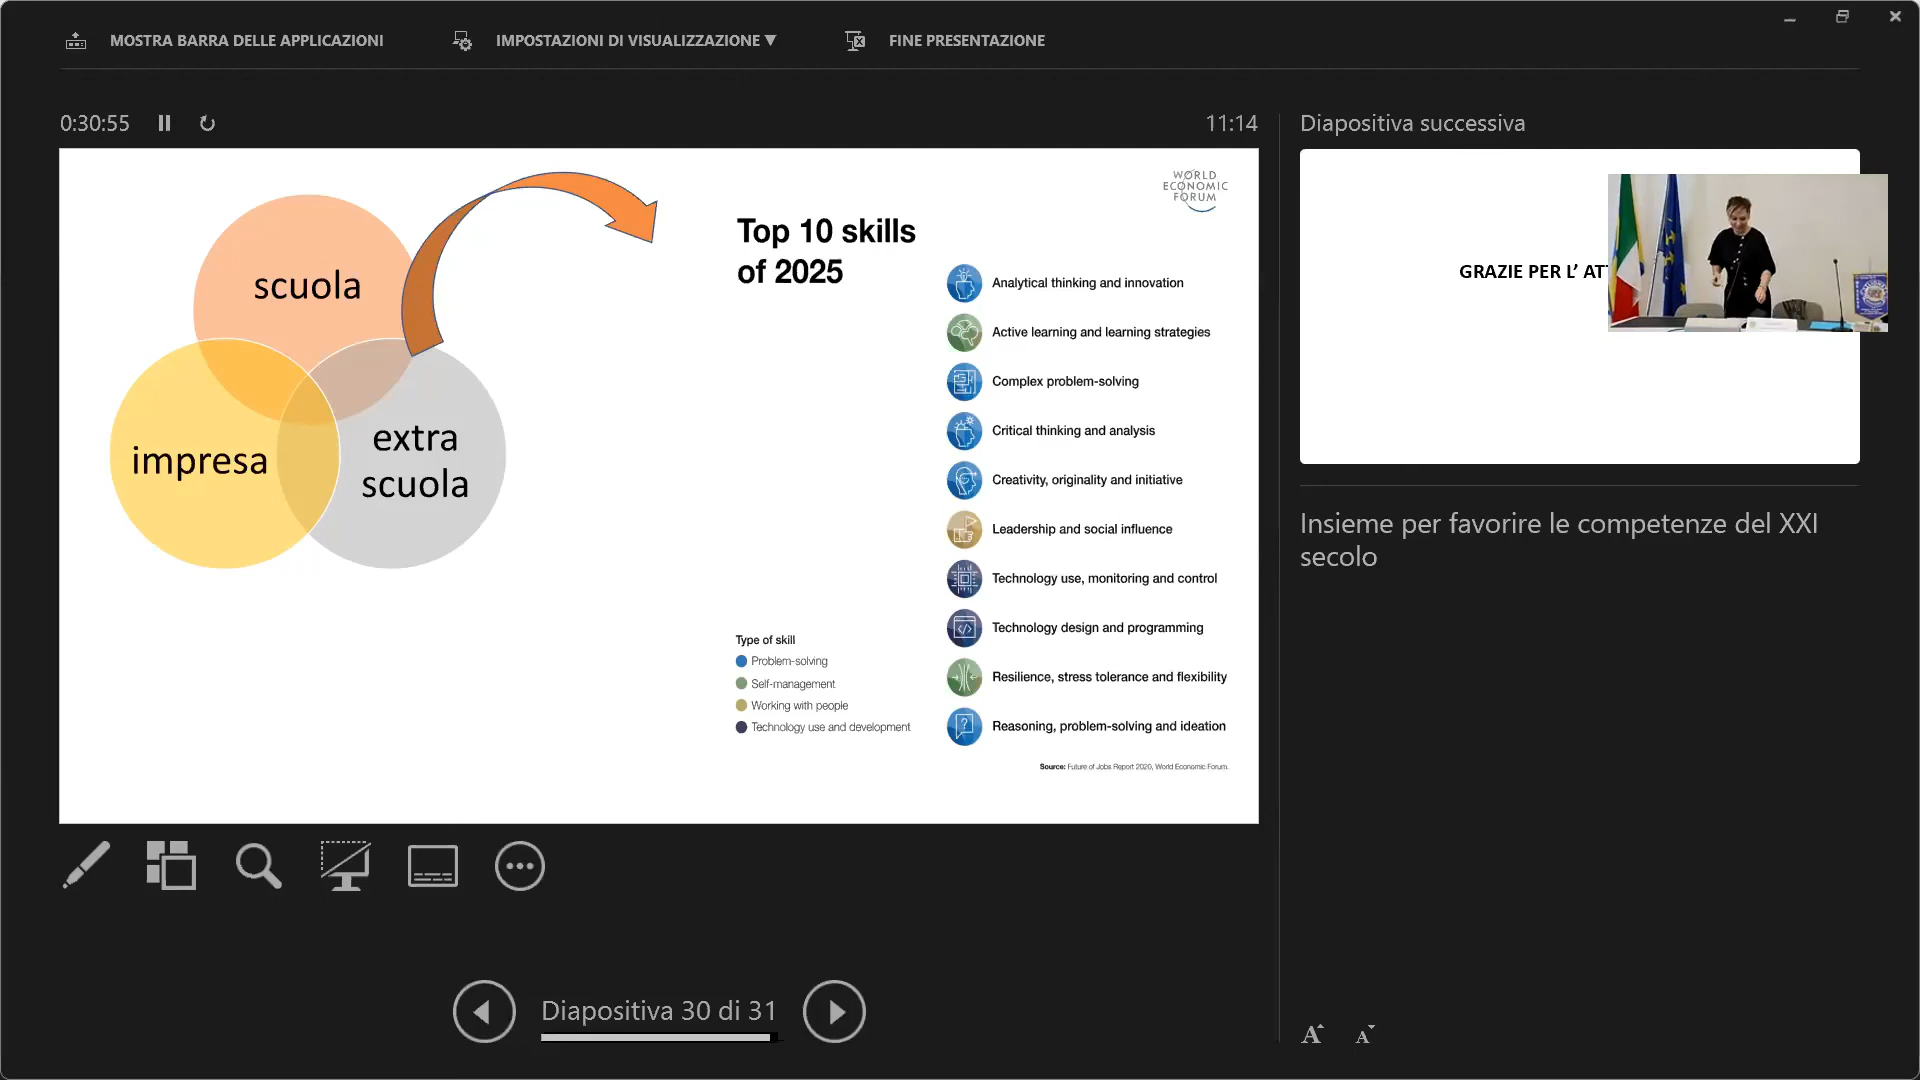 MOSTRA BARRA DELLE APPLICAZIONI
IMPOSTAZIONI DI VISUALIZZAZIONE ▼
FINE PRESENTAZIONE
0:30:55
11:14
Diapositiva successiva
scuola
impresa
extra
scuola
WORLD
ECONOMIC
FORUM
Top 10 skills
of 2025
Analytical thinking and innovation
Active learning and learning strategies
Complex problem-solving
Critical thinking and analysis
Creativity, originality and initiative
Leadership and social influence
Technology use, monitoring and control
Technology design and programming
Resilience, stress tolerance and flexibility
Reasoning, problem-solving and ideation
Type of skill
Problem-solving
Self-management
Working with people
Technology use and development
Source: Future of Jobs Report 2020, World Economic Forum.
GRAZIE PER L’ ATT
Insieme per favorire le competenze del XXI
secolo
Diapositiva 30 di 31
A A